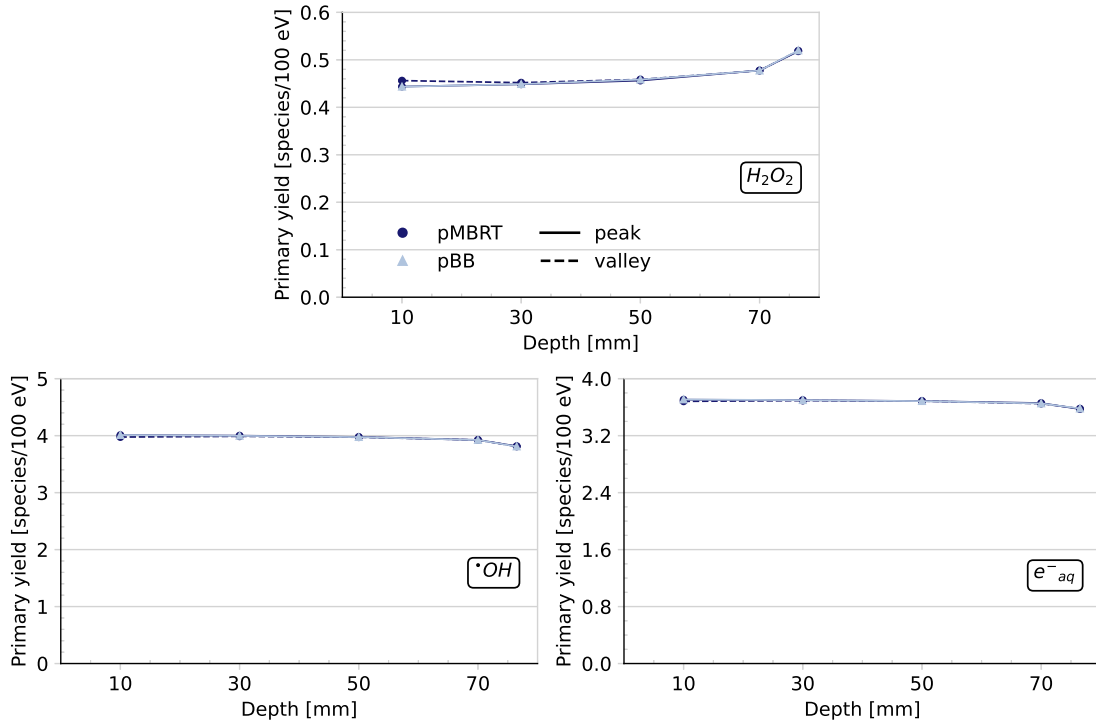 Primary yield [species/100 eV]
0.6
0.5
0.4
0.3
0.2
0.1
0.0
H₂O₂
pMBRT
peak
pBB
valley
10 30 50 70
Depth [mm]
Primary yield [species/100 eV]
5
4
3
2
1
0
•OH
10 30 50 70
Depth [mm]
Primary yield [species/100 eV]
4.0
3.2
2.4
1.6
0.8
0.0
e⁻aq
10 30 50 70
Depth [mm]